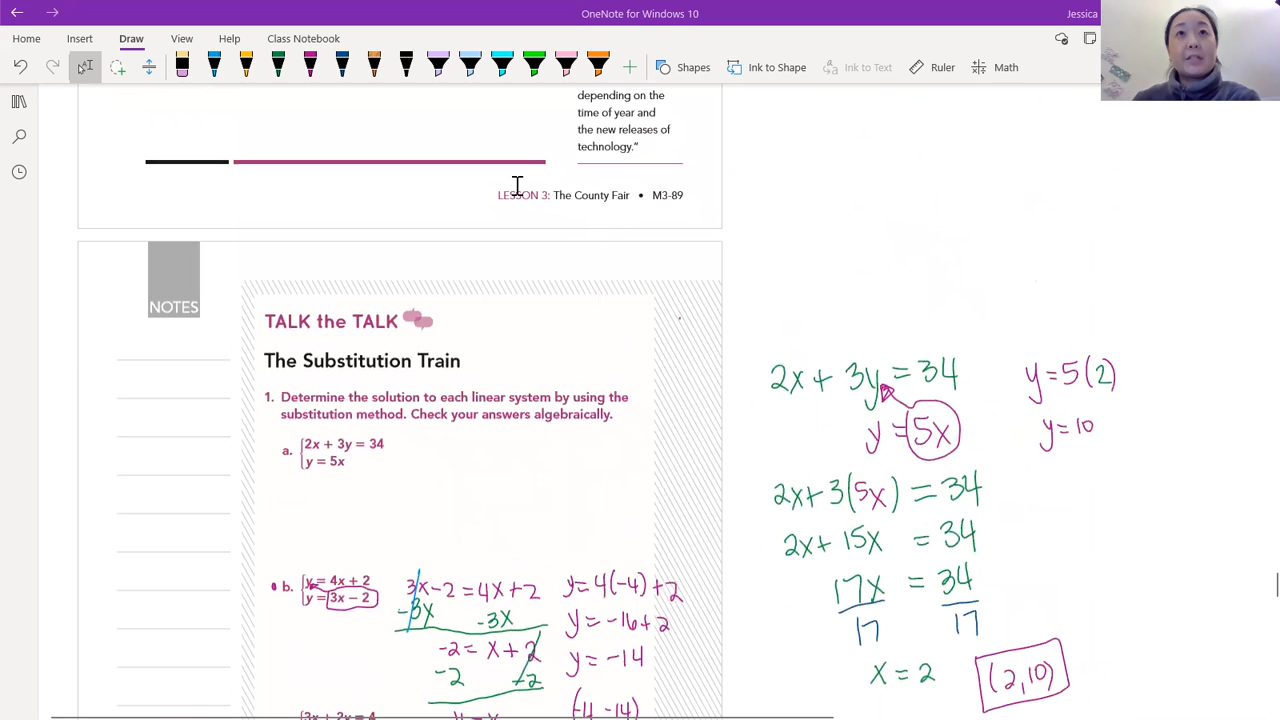 OneNote for Windows 10
Jessica
Home
Insert
Draw
View
Help
Class Notebook
Shapes
Ink to Shape
Ink to Text
Ruler
Math
depending on the
time of year and
the new releases of
technology."
LESSON 3: The County Fair • M3-89
NOTES
TALK the TALK
The Substitution Train
1. Determine the solution to each linear system by using the
substitution method. Check your answers algebraically.
a. 2x + 3y = 34
y = 5x
b. y = 4x + 2
y = 3x − 2
3x-2 = 4x+2
-3x -3x
-2 = x + 2
-2 -2
y = 4(-4)+2
y = -16+2
y = -14
(-4 -14)
3x + 2y = 4
2x + 3y = 34
y = 5x
2x+3(5x) = 34
2x+15x = 34
17x = 34
17 17
x = 2
y = 5(2)
y = 10
(2,10)